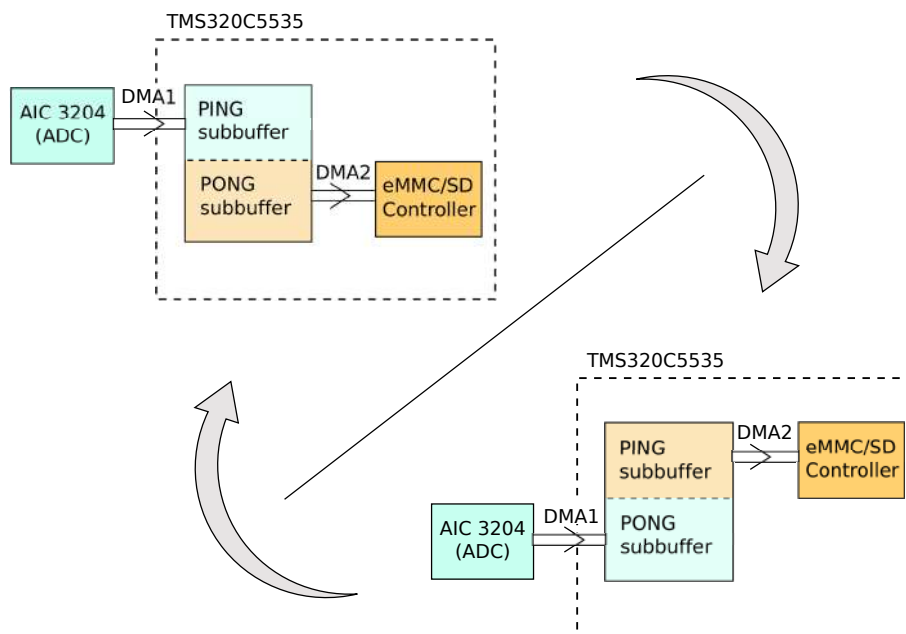 TMS320C5535
DMA1
AIC 3204
(ADC)
PING
subbuffer
PONG
subbuffer
DMA2
eMMC/SD
Controller
TMS320C5535
PING
subbuffer
DMA2
eMMC/SD
Controller
AIC 3204
(ADC)
DMA1
PONG
subbuffer